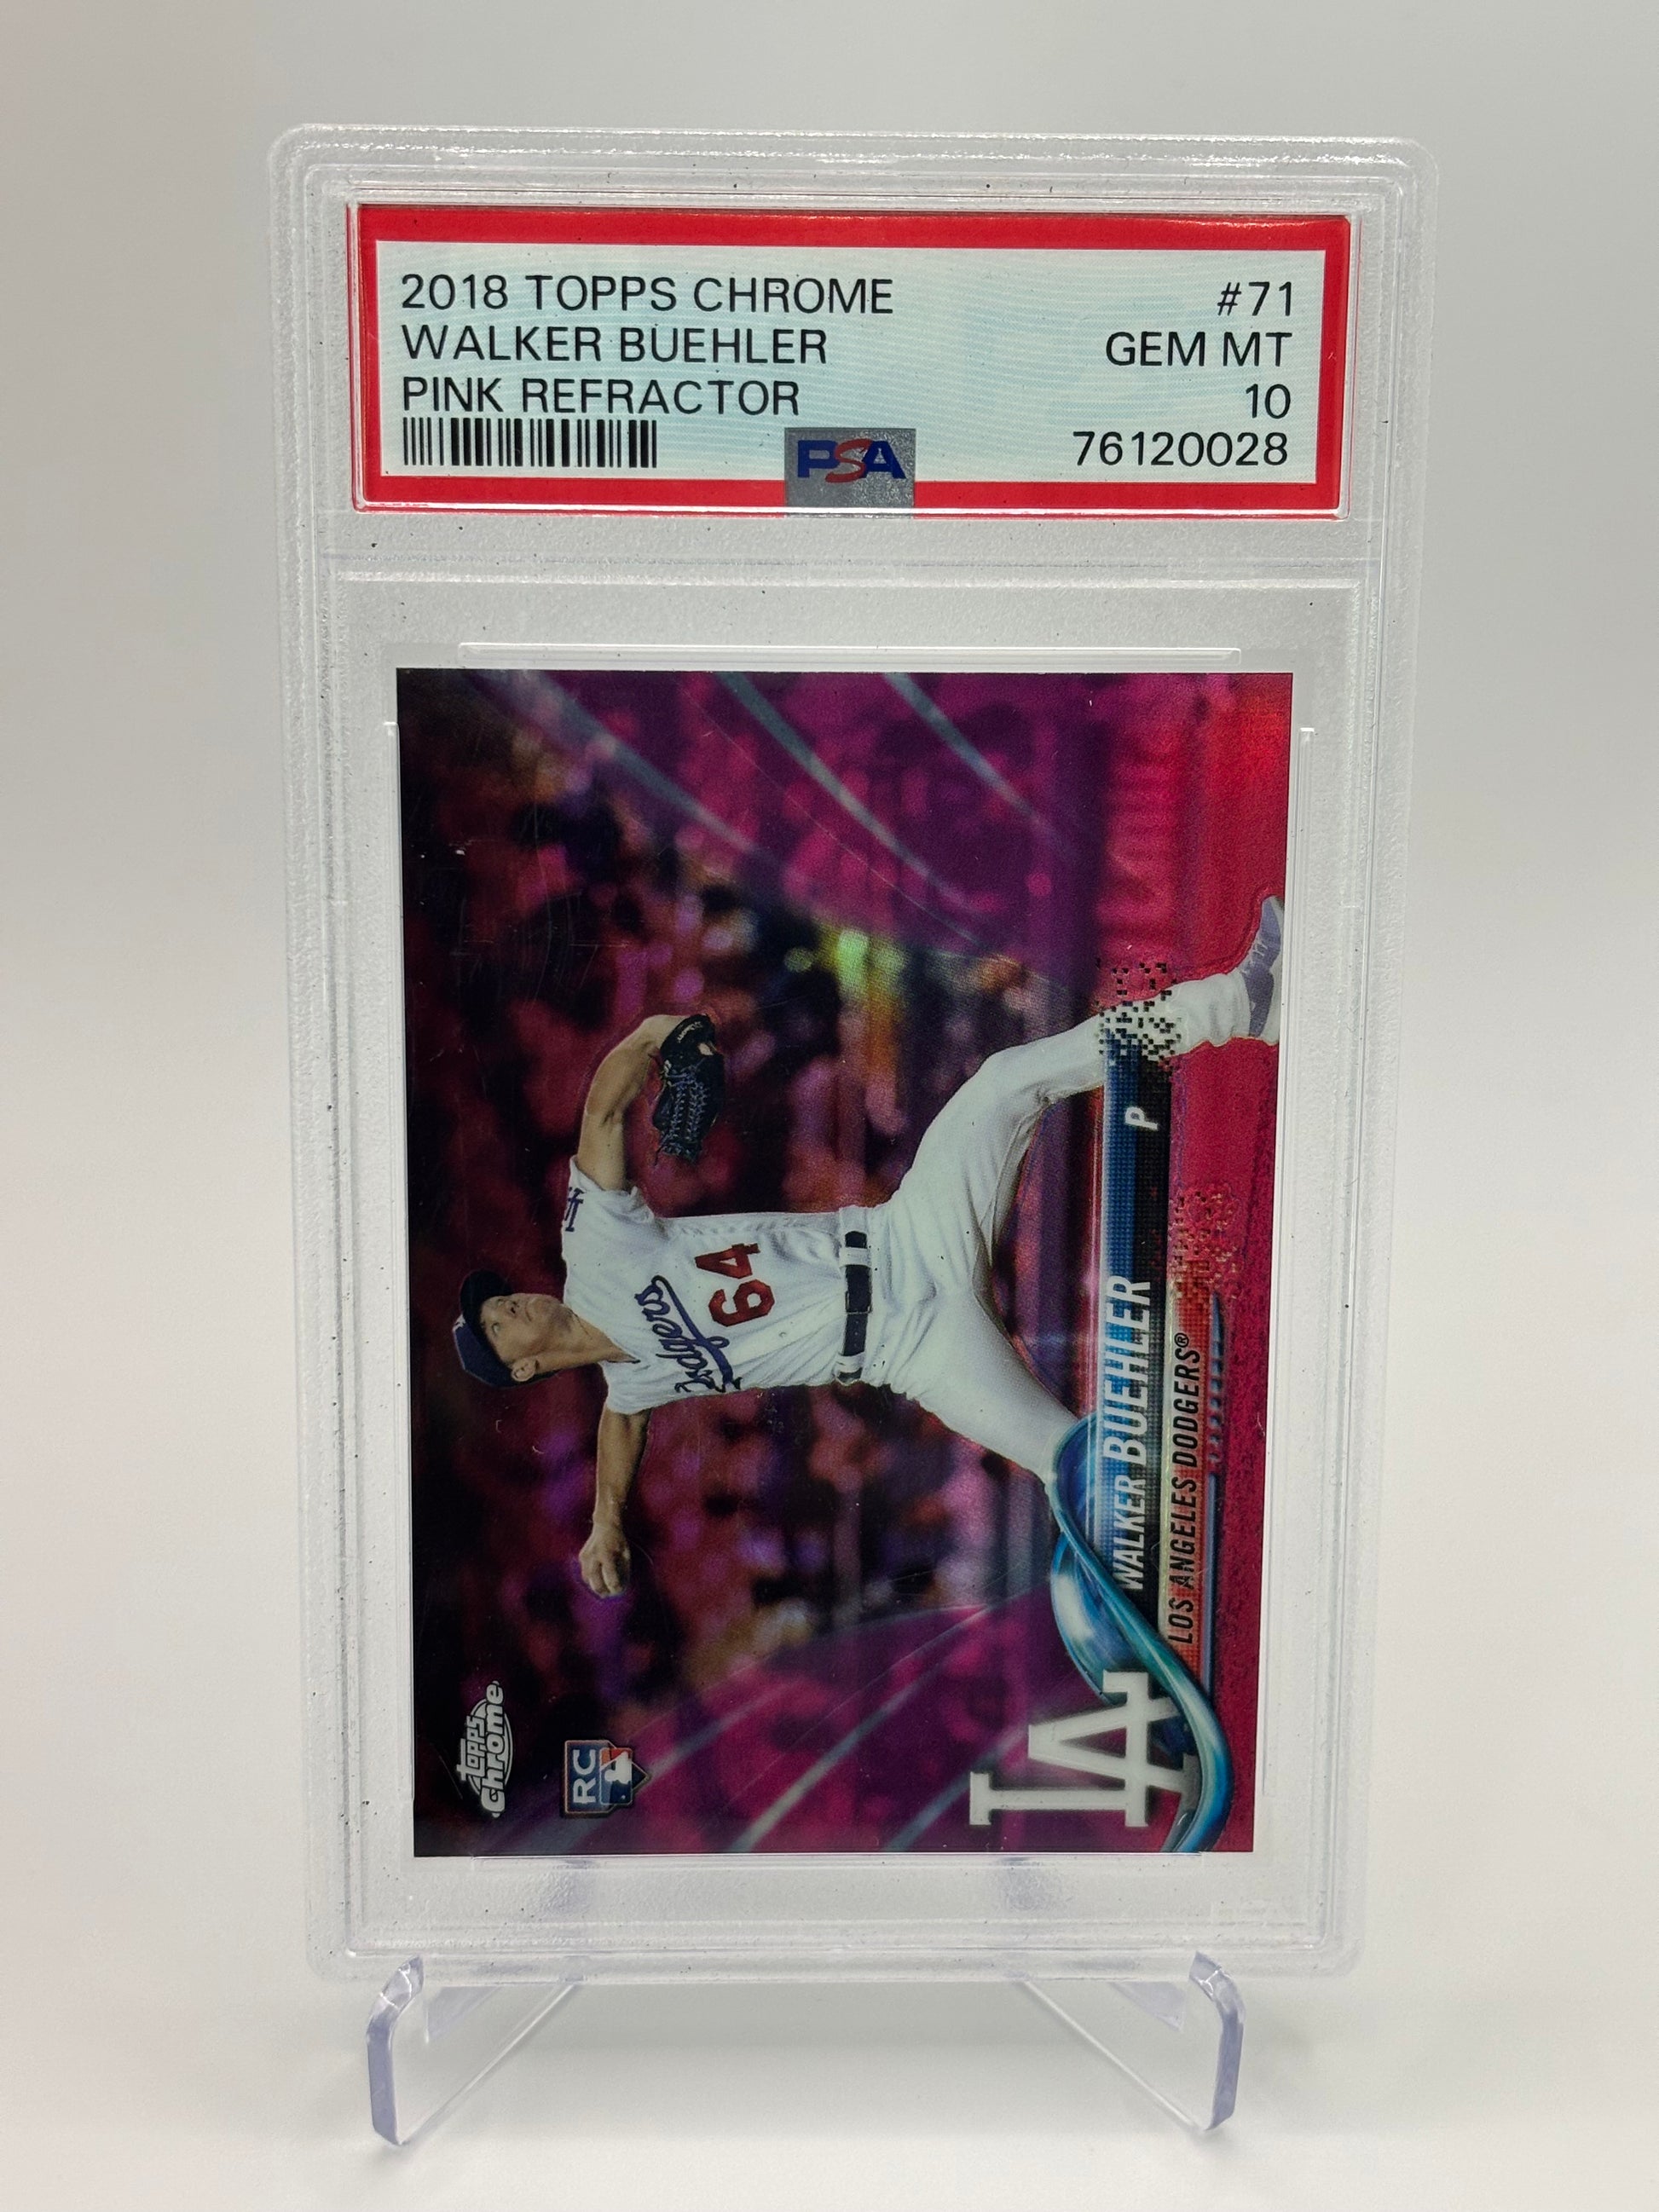 2018 TOPPS CHROME #71
WALKER BUEHLER GEM MT
PINK REFRACTOR 10
PSA 76120028
topps
chrome
RC
Dodgers
64
LA
WALKER BUEHLER P
LOS ANGELES DODGERS®